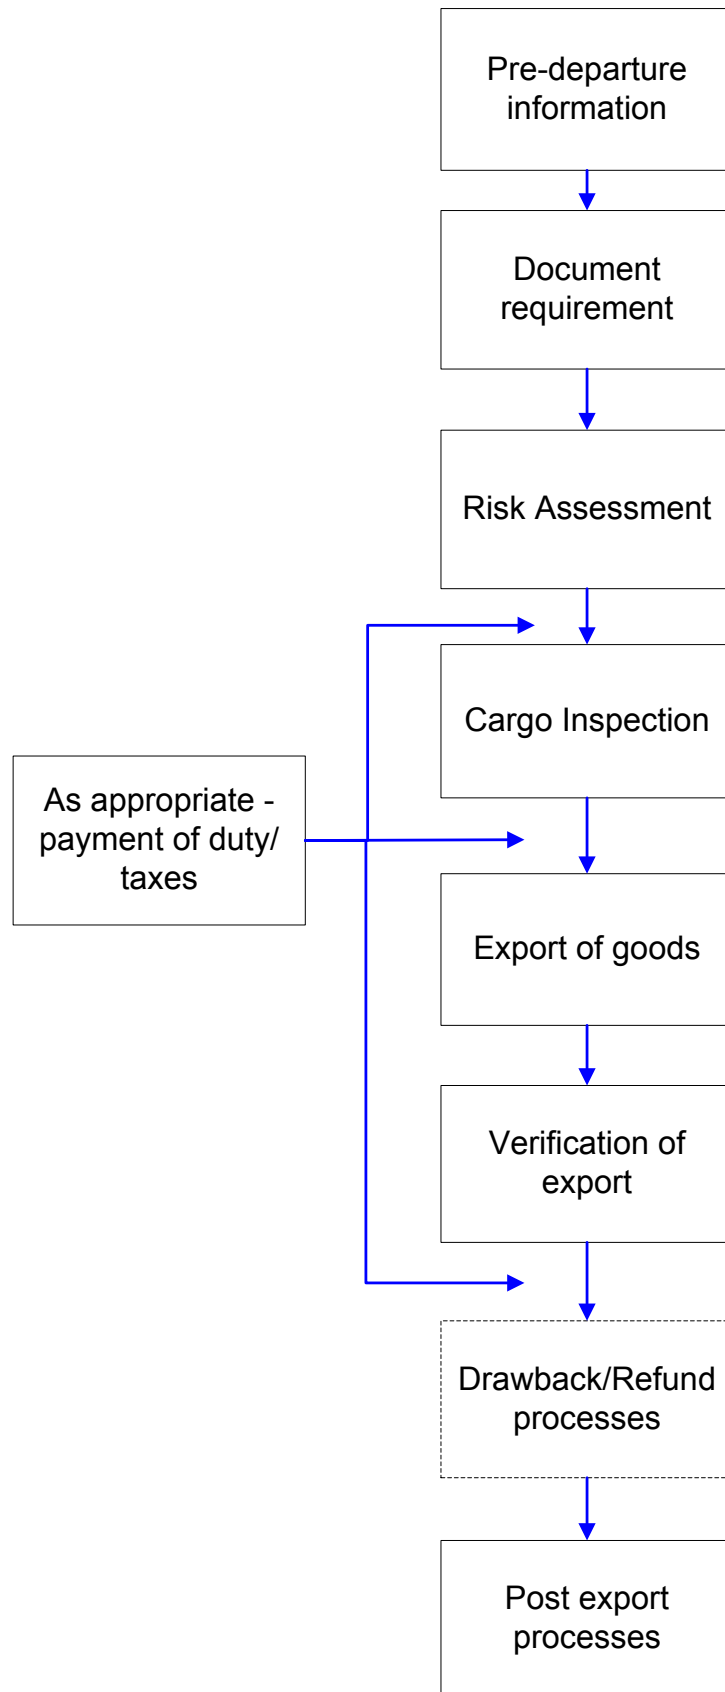 Pre-departure
information
Document
requirement
Risk Assessment
Cargo Inspection
As appropriate -
payment of duty/
taxes
Export of goods
Verification of
export
Drawback/Refund
processes
Post export
processes